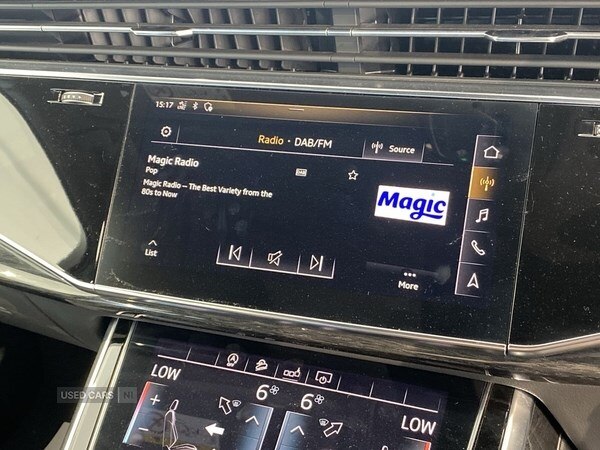 15:17
Radio · DAB/FM
Source
Magic Radio
Pop
Magic Radio – The Best Variety from the
80s to Now
Magic
List
More
LOW
6 6
LOW
USED CARS NI